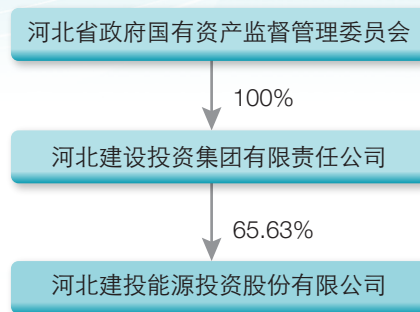 河北省政府国有资产监督管理委员会
100%
河北建设投资集团有限责任公司
65.63%
河北建投能源投资股份有限公司